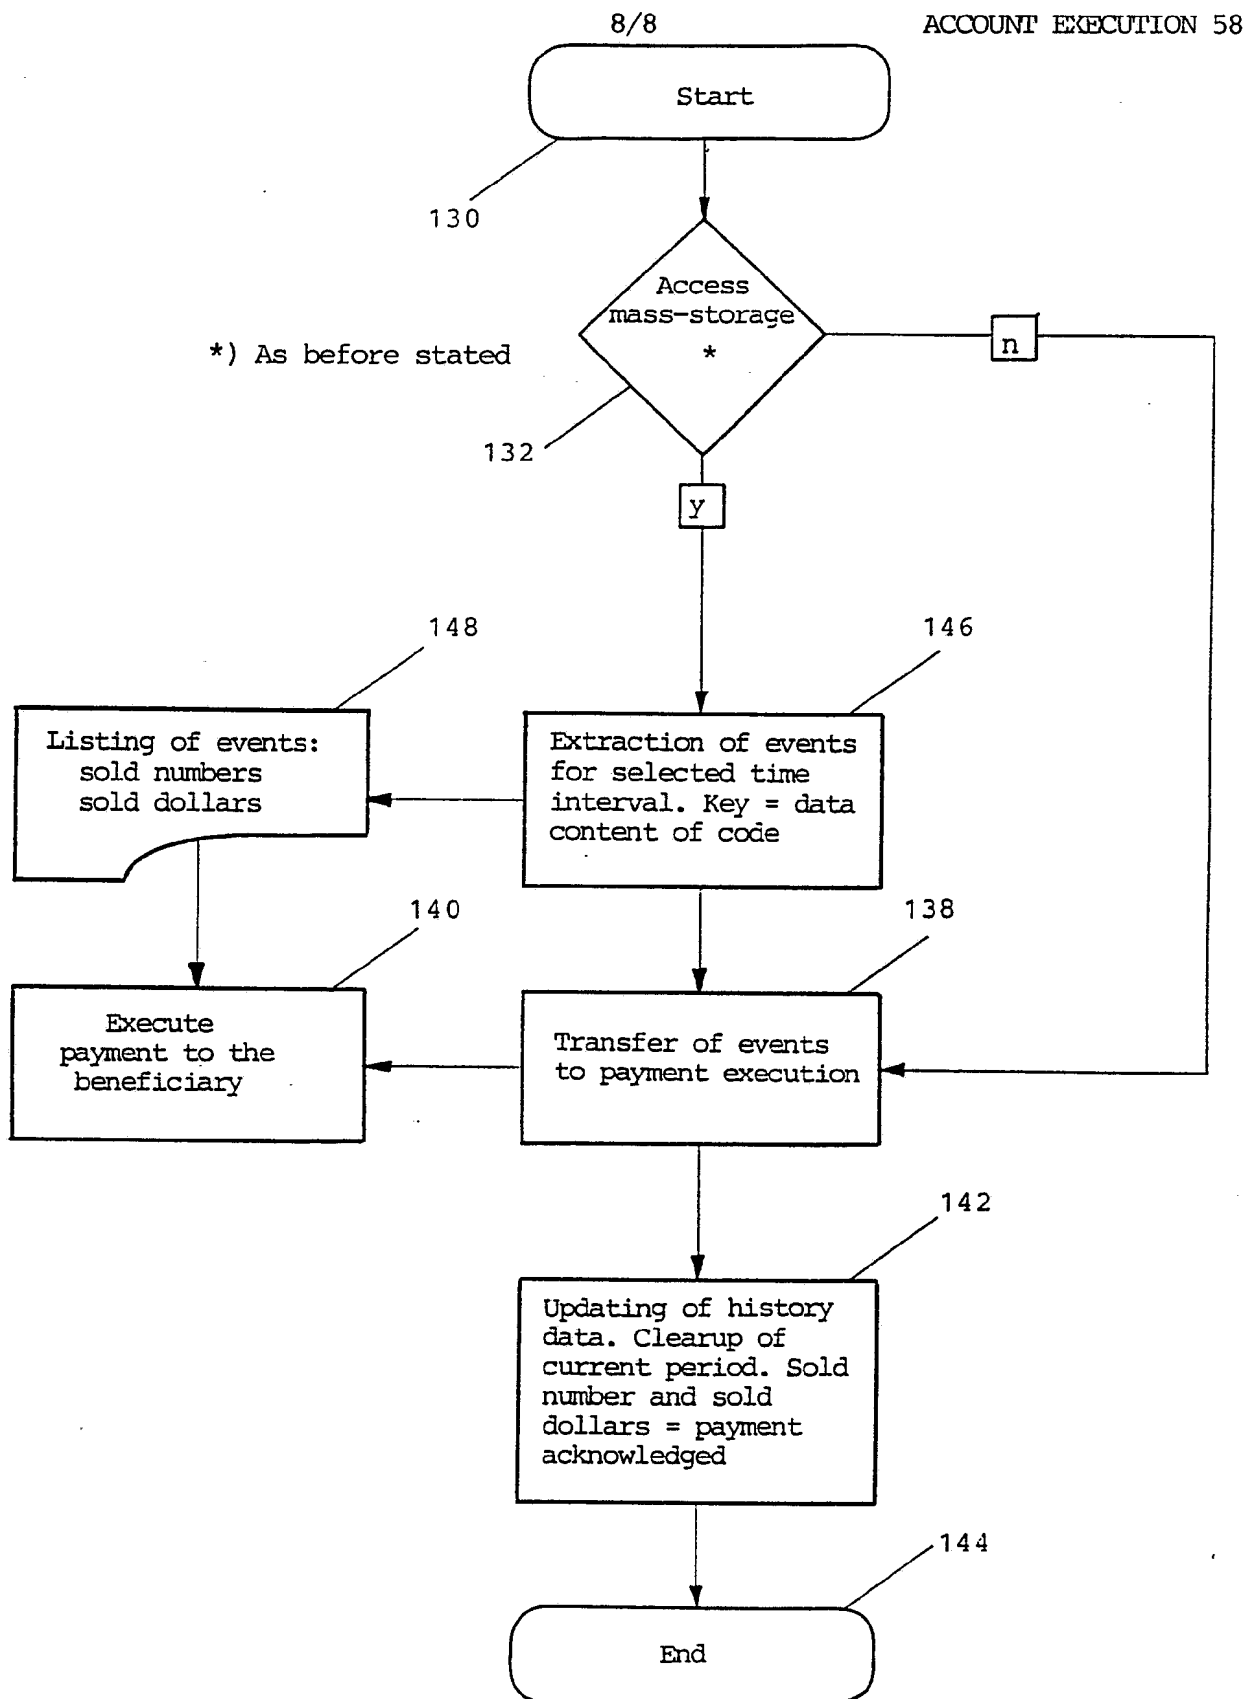 8/8
ACCOUNT EXECUTION 58
Start
130
Access
mass-storage
*
n
*) As before stated
132
y
148
146
Listing of events:
sold numbers
sold dollars
Extraction of events
for selected time
interval. Key = data
content of code
140
138
Execute
payment to the
beneficiary
Transfer of events
to payment execution
142
Updating of history
data. Clearup of
current period. Sold
number and sold
dollars = payment
acknowledged
144
End